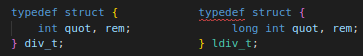 typedef struct {
    int quot, rem;
} div_t;
typedef struct {
    long int quot, rem;
} ldiv_t;